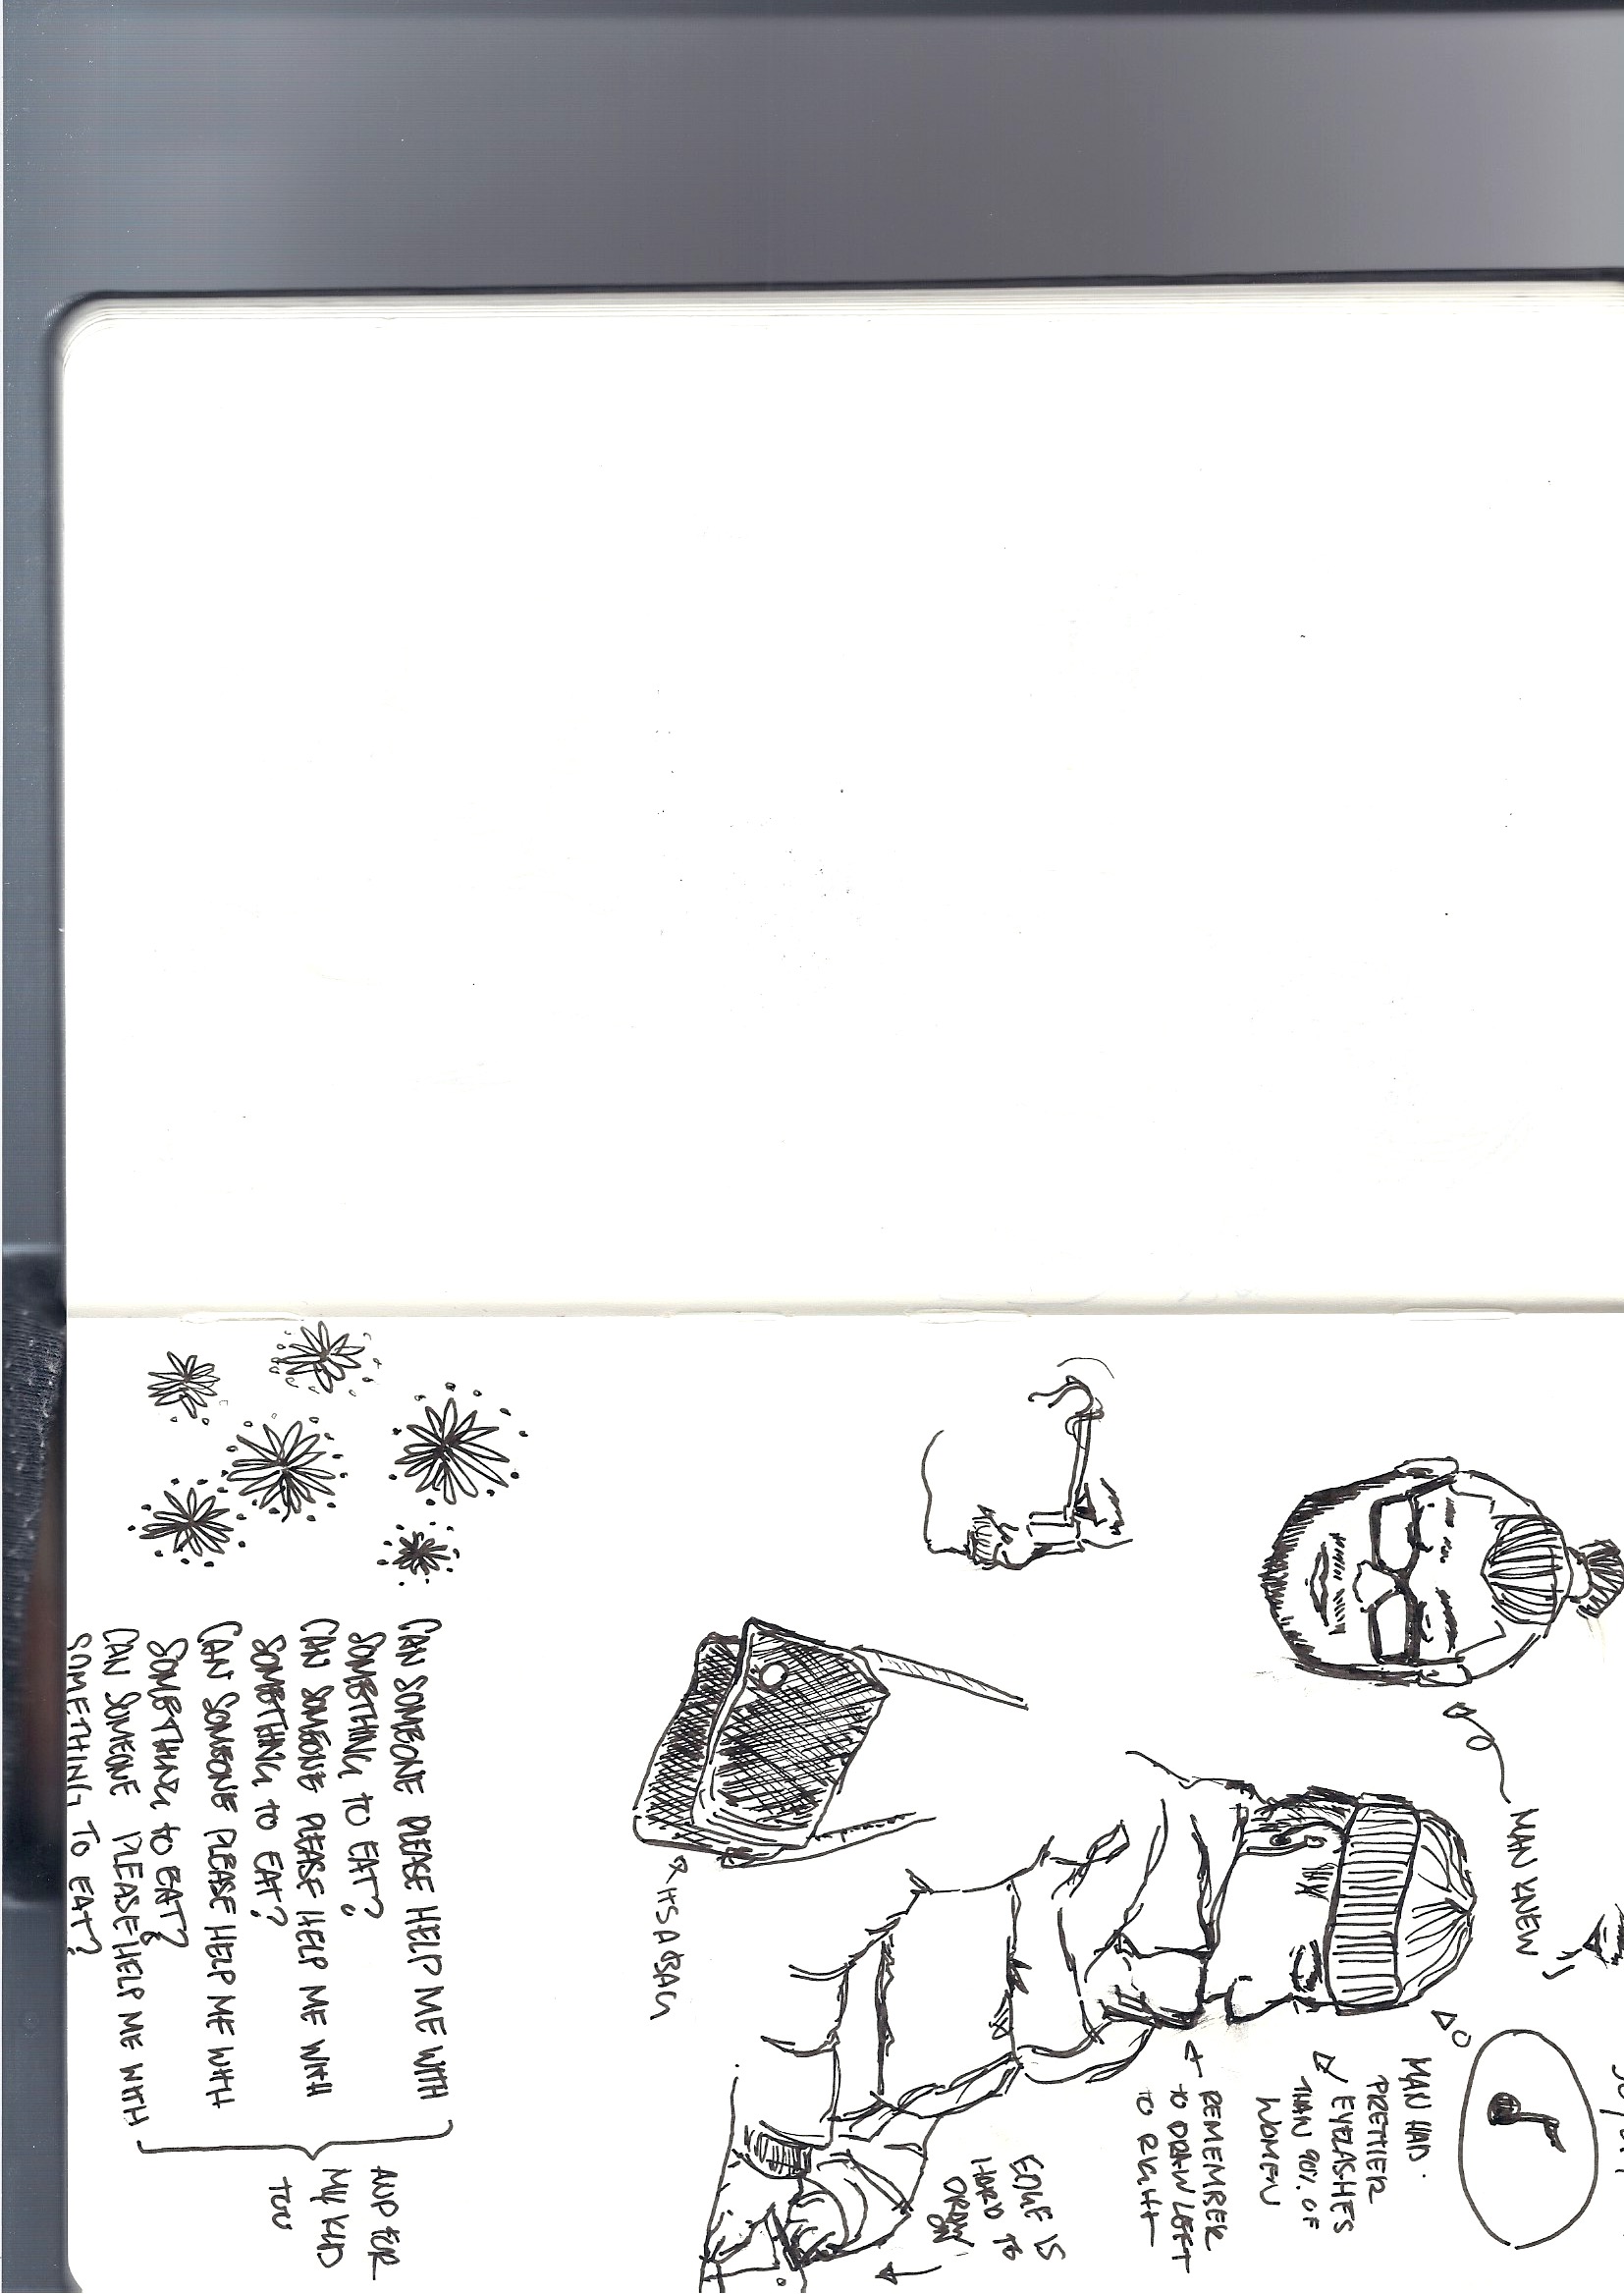 MAN KNEW
MAN HAD
PRETTIER
EYELASHES
THAN 90% OF
WOMEN
REMEMBER
TO DRAW LEFT
TO RIGHT
EDGE IS
HARD TO
DRAW
ON
ITS A BAG
CAN SOMEONE PLEASE HELP ME WITH
SOMETHING TO EAT?
CAN SOMEONE PLEASE HELP ME WITH
SOMETHING TO EAT?
CAN SOMEONE PLEASE HELP ME WITH
SOMETHING TO EAT?
CAN SOMEONE PLEASE HELP ME WITH
SOMETHING TO EAT?
AND FOR
MY KID
TOO